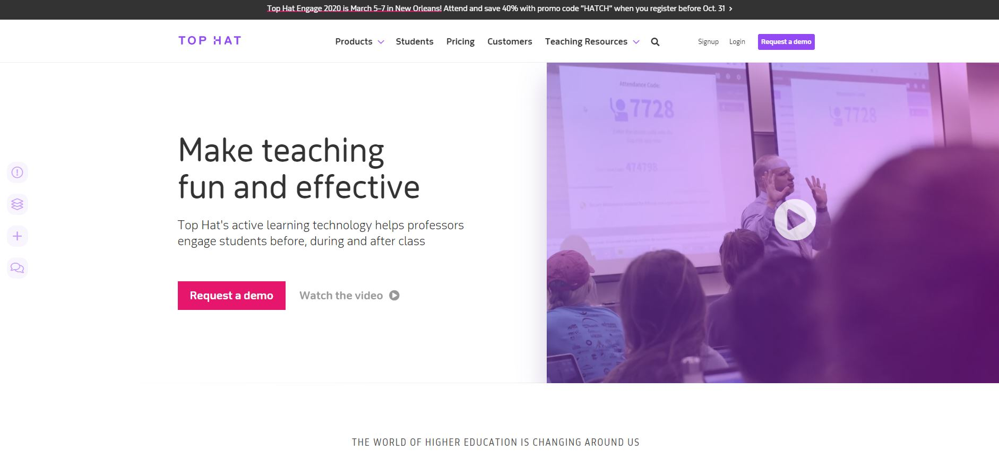 Top Hat Engage 2020 is March 5–7 in New Orleans! Attend and save 40% with promo code “HATCH” when you register before Oct. 31
TOP HAT
Products
Students
Pricing
Customers
Teaching Resources
Signup
Login
Request a demo
Make teaching
fun and effective
Top Hat's active learning technology helps professors
engage students before, during and after class
Request a demo
Watch the video
Attendance Code:
7728
474798
7728
THE WORLD OF HIGHER EDUCATION IS CHANGING AROUND US